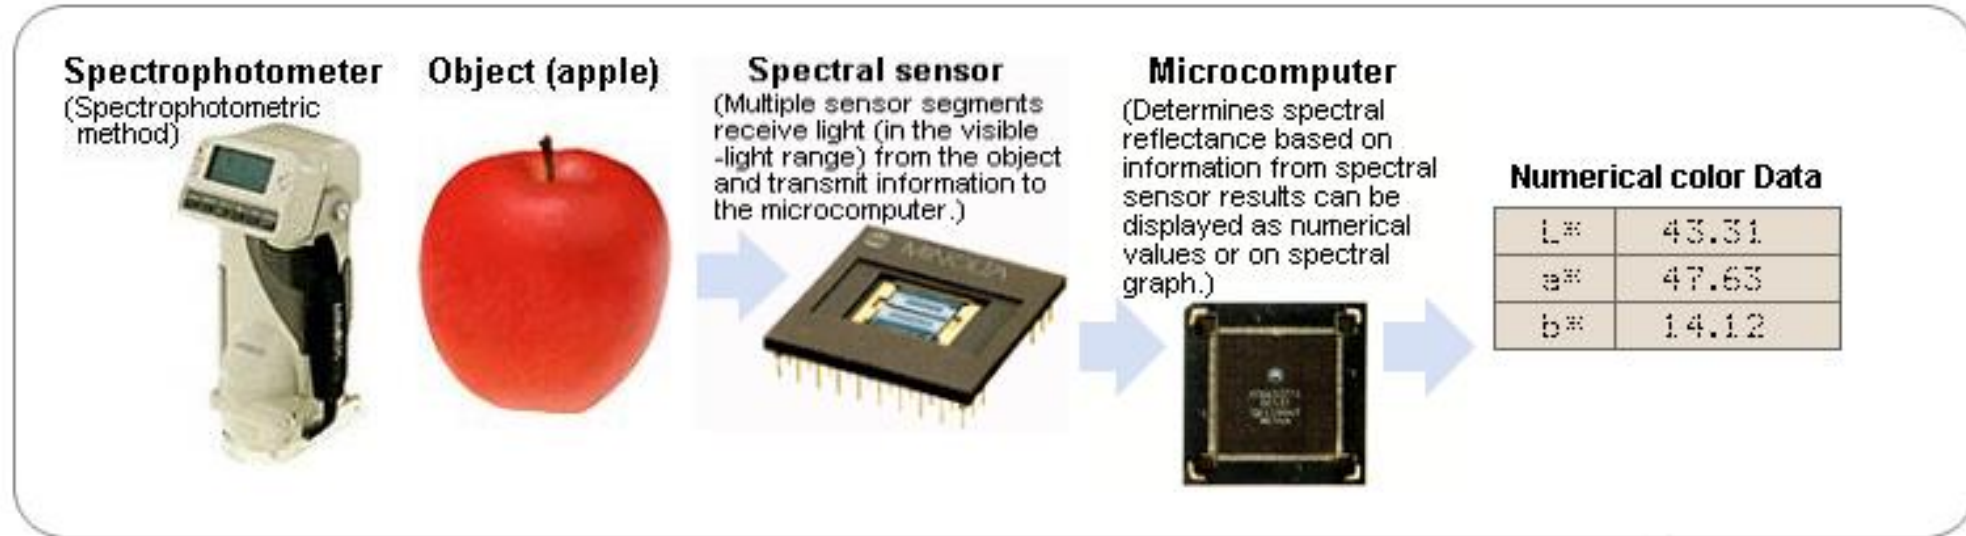 Spectrophotometer
(Spectrophotometric
method)
Object (apple)
Spectral sensor
(Multiple sensor segments
receive light (in the visible
-light range) from the object
and transmit information to
the microcomputer.)
MINOLTA
Microcomputer
(Determines spectral
reflectance based on
information from spectral
sensor results can be
displayed as numerical
values or on spectral
graph.)
Numerical color Data
L* 43.31
a* 47.63
b* 14.12